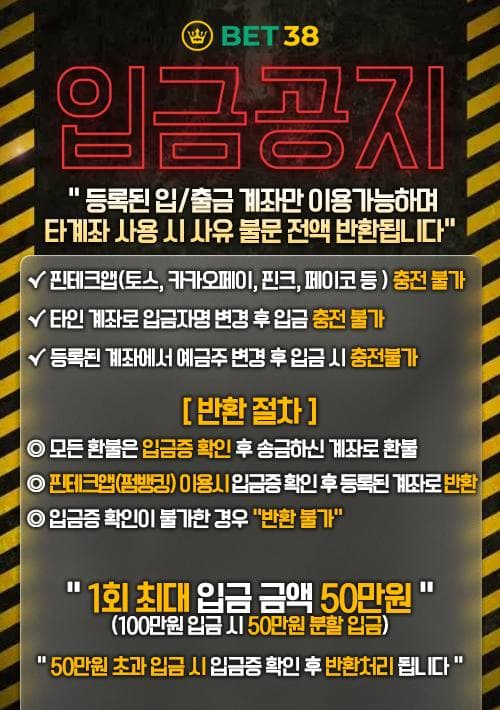 BET 38
입금공지
" 등록된 입/출금 계좌만 이용가능하며
타계좌 사용 시 사유 불문 전액 반환됩니다"
✓ 핀테크앱(토스, 카카오페이, 핀크, 페이코 등 ) 충전 불가
✓ 타인 계좌로 입금자명 변경 후 입금 충전 불가
✓ 등록된 계좌에서 예금주 변경 후 입금 시 충전불가
[ 반환 절차 ]
◎ 모든 환불은 입금증 확인 후 송금하신 계좌로 환불
◎ 핀테크앱(펌뱅킹) 이용시 입금증 확인 후 등록된 계좌로 반환
◎ 입금증 확인이 불가한 경우 "반환 불가"
" 1회 최대 입금 금액 50만원 "
(100만원 입금 시 50만원 분할 입금)
" 50만원 초과 입금 시 입금증 확인 후 반환처리 됩니다 "